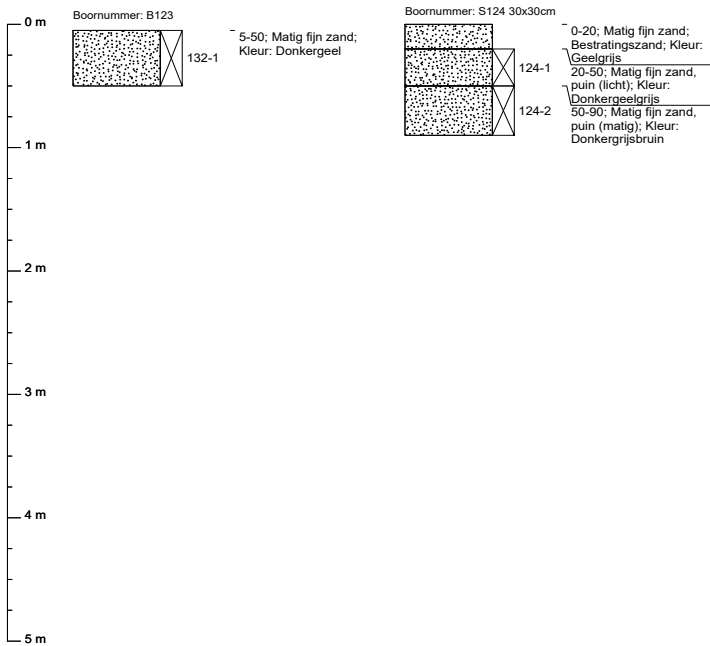 0 m
1 m
2 m
3 m
4 m
5 m
Boornummer: B123
132-1
5-50; Matig fijn zand;
Kleur: Donkergeel
Boornummer: S124 30x30cm
124-1
124-2
0-20; Matig fijn zand;
Bestratingszand; Kleur:
Geelgrijs
20-50; Matig fijn zand,
puin (licht); Kleur:
Donkergeelgrijs
50-90; Matig fijn zand,
puin (matig); Kleur:
Donkergrijsbruin